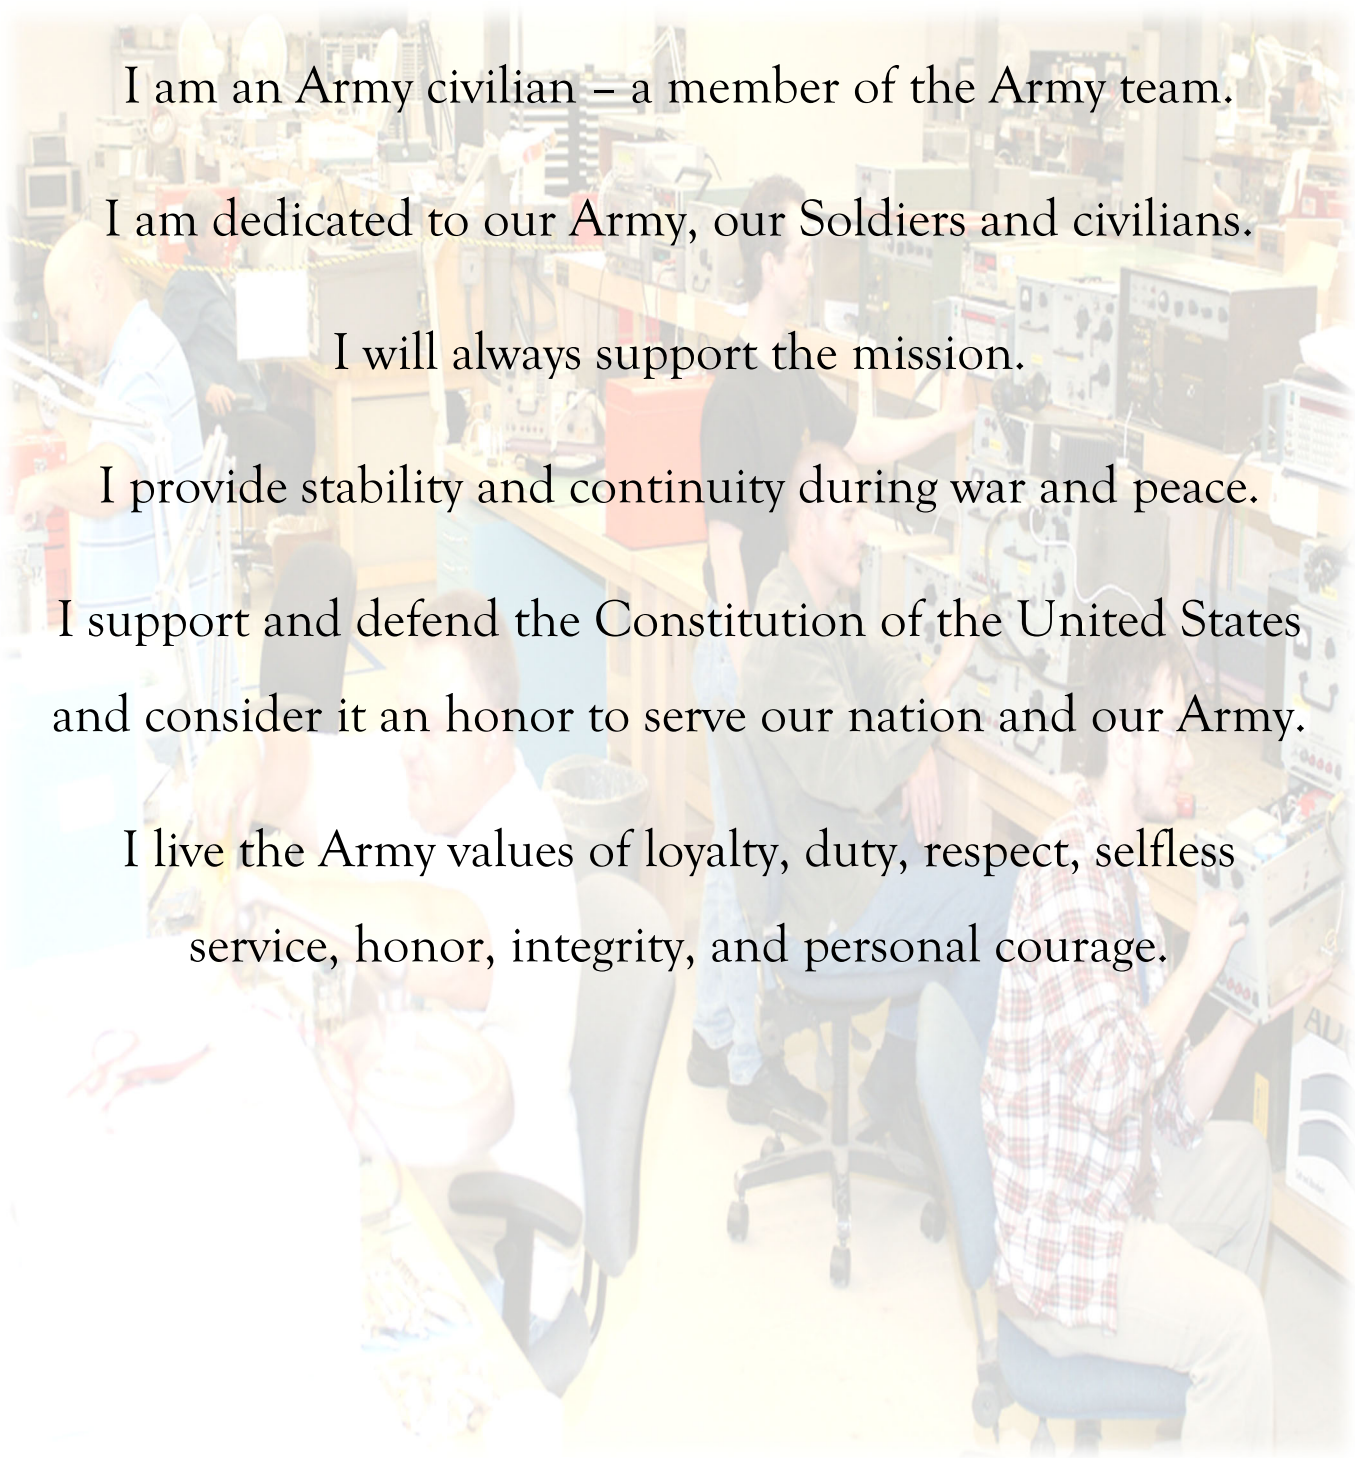 I am an Army civilian – a member of the Army team.
I am dedicated to our Army, our Soldiers and civilians.
I will always support the mission.
I provide stability and continuity during war and peace.
I support and defend the Constitution of the United States
and consider it an honor to serve our nation and our Army.
I live the Army values of loyalty, duty, respect, selfless
service, honor, integrity, and personal courage.